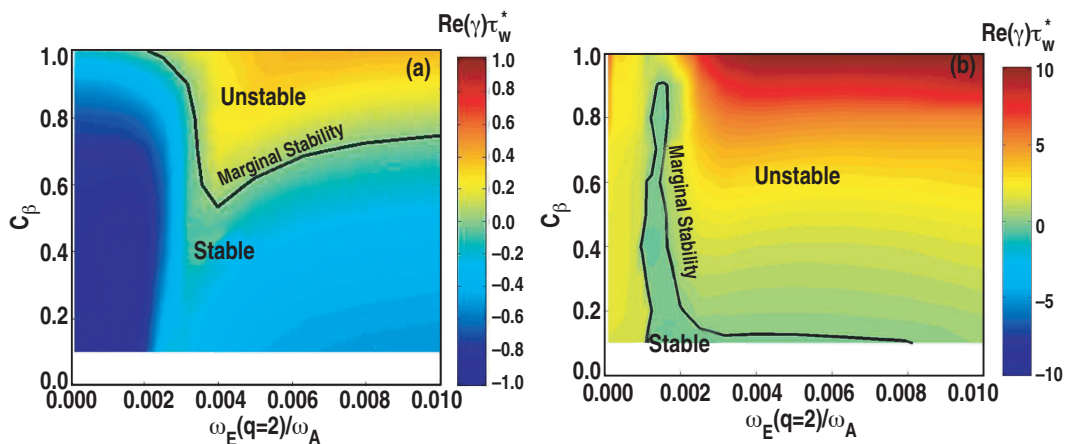 Re(γ)τ*w
(a)
Unstable
Marginal Stability
Stable
Cβ
1.0
0.8
0.6
0.4
0.2
0.0
0.000 0.002 0.004 0.006 0.008 0.010
ωE(q=2)/ωA
1.0
0.8
0.6
0.4
0.2
0.0
−0.2
−0.4
−0.6
−0.8
−1.0
Re(γ)τ*w
(b)
Unstable
Marginal Stability
Stable
Cβ
1.0
0.8
0.6
0.4
0.2
0.0
0.000 0.002 0.004 0.006 0.008 0.010
ωE(q=2)/ωA
10
5
0
−5
−10